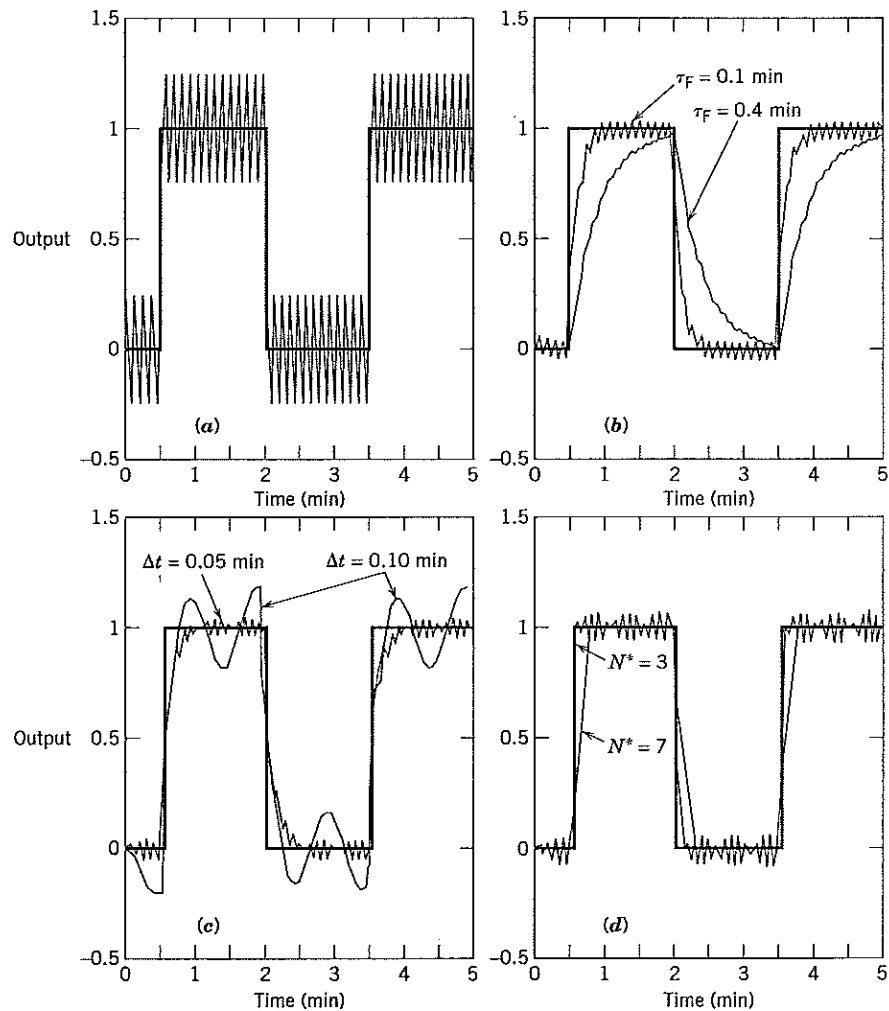 1.5
1
0.5
0
−0.5
Output
(a)
0 1 2 3 4 5
Time (min)
1.5
1
0.5
0
−0.5
τF = 0.1 min
τF = 0.4 min
(b)
0 1 2 3 4 5
Time (min)
1.5
1
0.5
0
−0.5
Output
Δt = 0.05 min
Δt = 0.10 min
(c)
0 1 2 3 4 5
Time (min)
1.5
1
0.5
0
−0.5
N* = 3
N* = 7
(d)
0 1 2 3 4 5
Time (min)